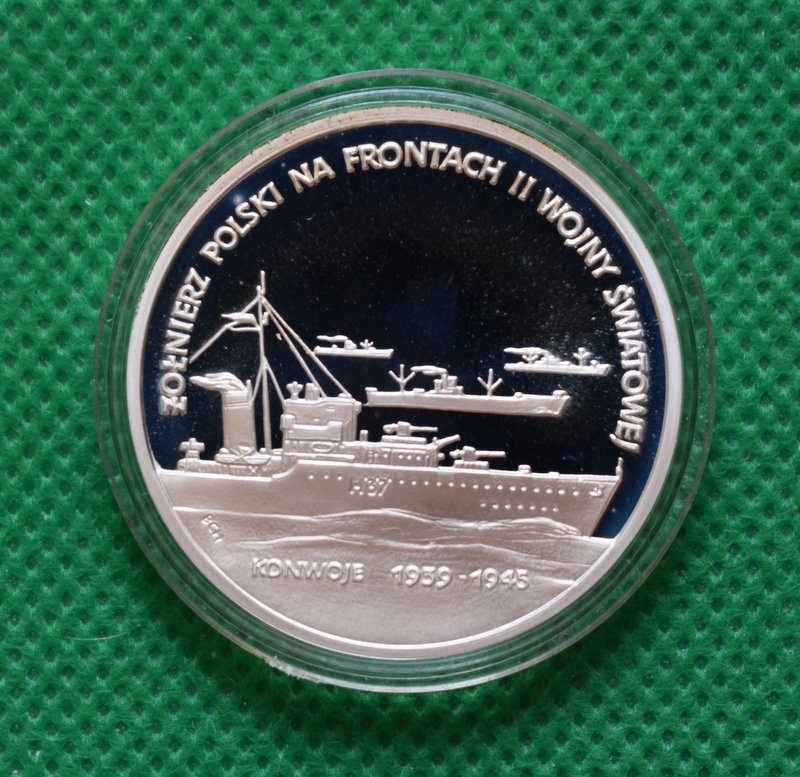 ŻOŁNIERZ POLSKI NA FRONTACH II WOJNY ŚWIATOWEJ
H37
KONWOJE 1939-1945